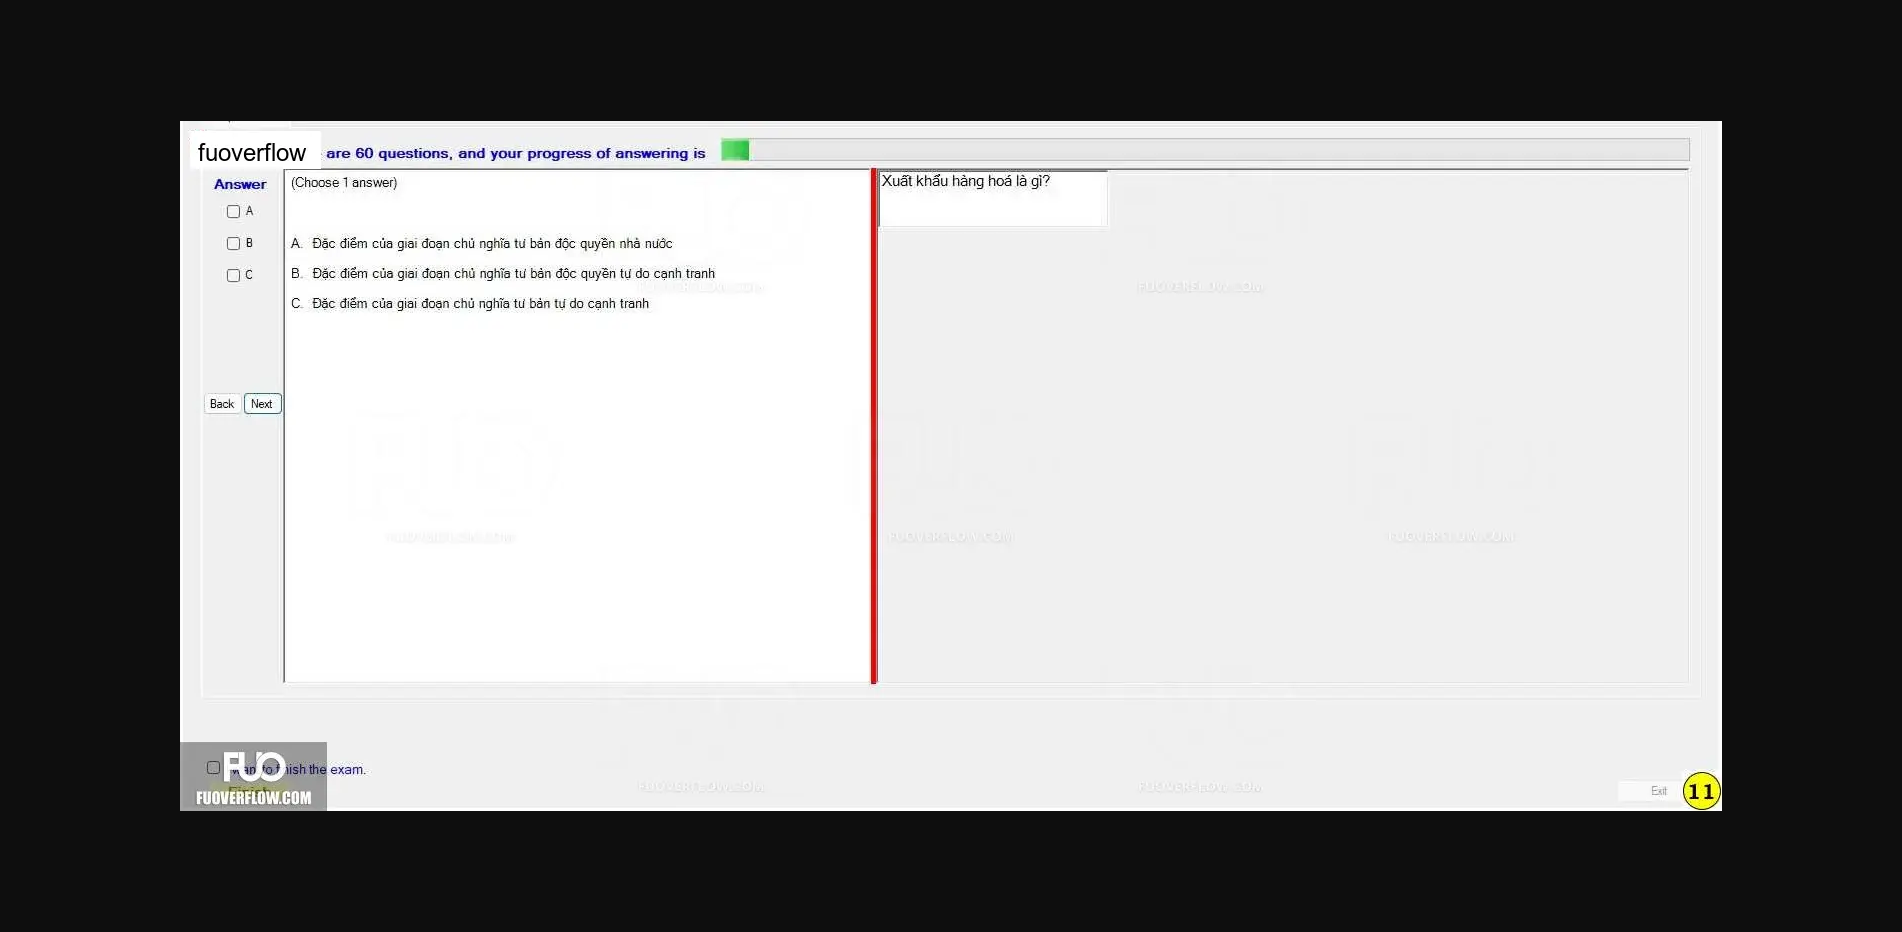 fuoverflow are 60 questions, and your progress of answering is
Answer
(Choose 1 answer)
Xuất khẩu hàng hoá là gì?
A
B
C
A. Đặc điểm của giai đoạn chủ nghĩa tư bản độc quyền nhà nước
B. Đặc điểm của giai đoạn chủ nghĩa tư bản độc quyền tự do cạnh tranh
C. Đặc điểm của giai đoạn chủ nghĩa tư bản tự do cạnh tranh
FUOVERFLOW.COM
FUOVERFLOW.COM
Back
Next
FUOVERFLOW.COM
FUOVERFLOW.COM
FUOVERFLOW.COM
FUO
the exam.
FUOVERFLOW.COM
FUOVERFLOW.COM
FUOVERFLOW.COM
Exit
11